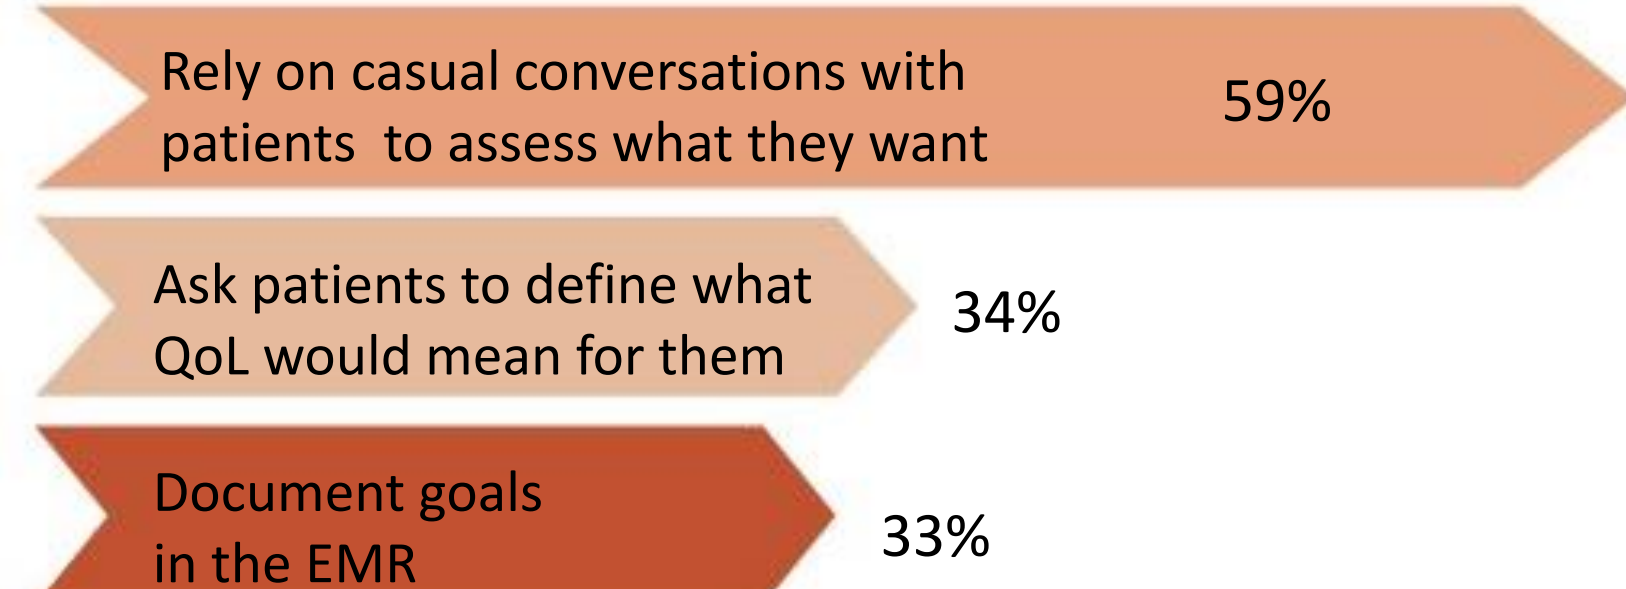 Rely on casual conversations with
patients  to assess what they want
59%
Ask patients to define what
QoL would mean for them
34%
Document goals
in the EMR
33%